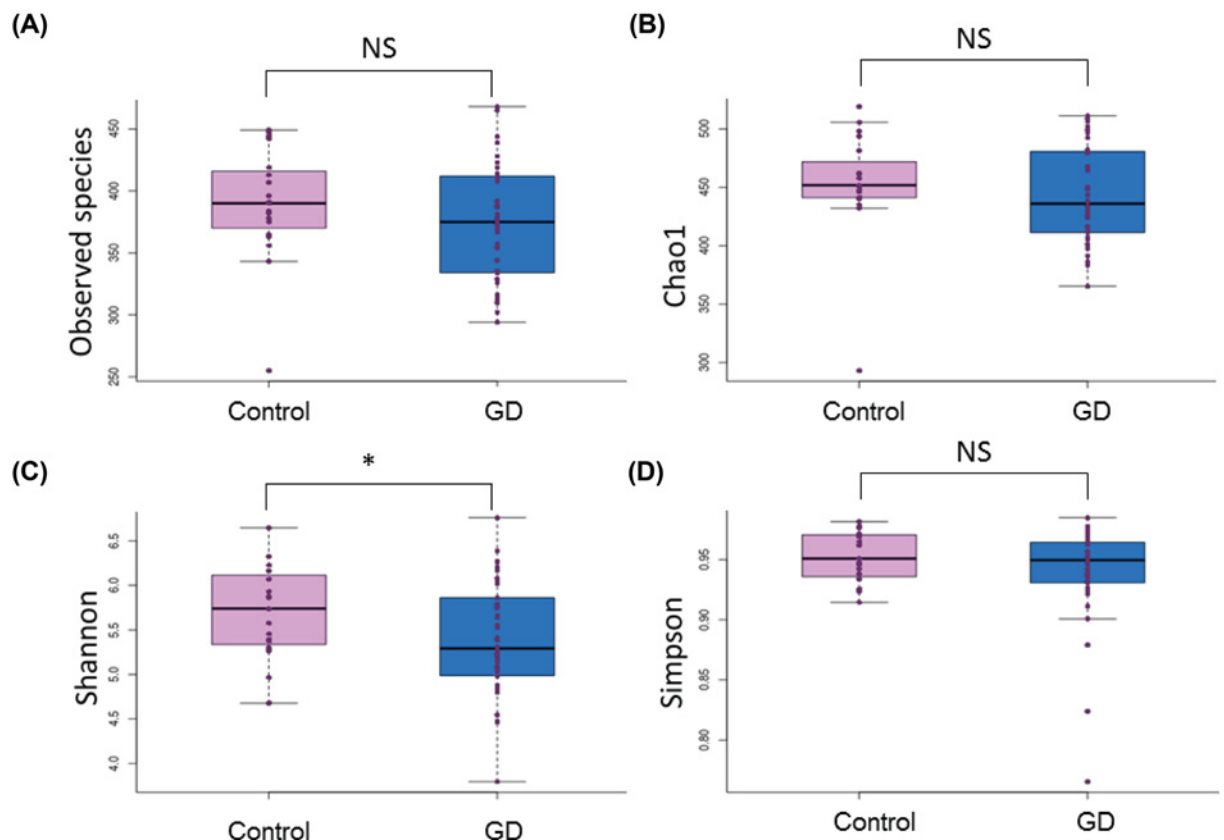 (A)
NS
Observed species
450
400
350
300
250
Control GD
(B)
NS
Chao1
500
450
400
350
300
Control GD
(C)
*
Shannon
6.5
6.0
5.5
5.0
4.5
4.0
Control GD
(D)
NS
Simpson
0.95
0.90
0.85
0.80
Control GD